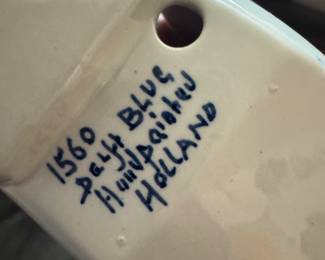 1560
Delft BLUE
Handpainted
HOLLAND